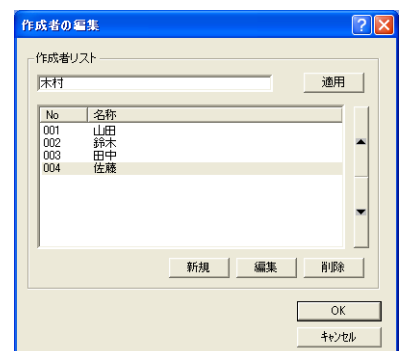 作成者の編集
作成者リスト
木村 適用
No 名称
001 山田
002 鈴木
003 田中
004 佐藤
新規 編集 削除
OK
キャンセル